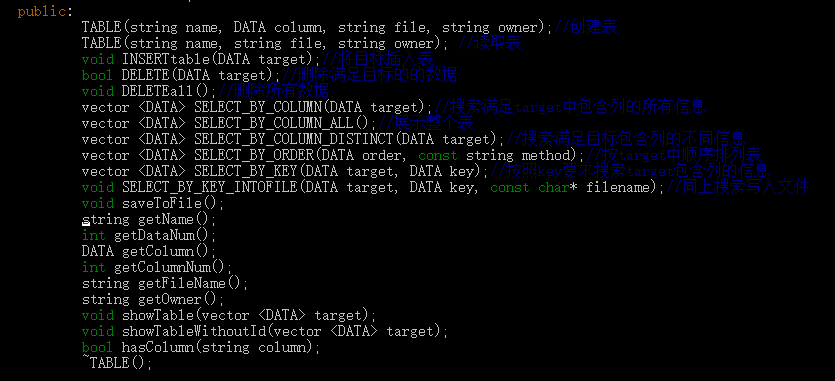 public:
TABLE(string name, DATA column, string file, string owner);//创建表
TABLE(string name, string file, string owner); //读取表
void INSERTtable(DATA target);//将目标插入表
bool DELETE(DATA target);//删除满足目标的的数据
void DELETEall();//删除所有数据
vector <DATA> SELECT_BY_COLUMN(DATA target);//搜索满足target中包含列的所有信息
vector <DATA> SELECT_BY_COLUMN_ALL();//展示整个表
vector <DATA> SELECT_BY_COLUMN_DISTINCT(DATA target);//搜索满足目标包含列的不同信息
vector <DATA> SELECT_BY_ORDER(DATA order, const string method);//按target中顺序排列表
vector <DATA> SELECT_BY_KEY(DATA target, DATA key);//按照key要求搜索target包含列的信息
void SELECT_BY_KEY_INTOFILE(DATA target, DATA key, const char* filename);//同上搜索写入文件
void saveToFile();
string getName();
int getDataNum();
DATA getColumn();
int getColumnNum();
string getFileName();
string getOwner();
void showTable(vector <DATA> target);
void showTableWithoutId(vector <DATA> target);
bool hasColumn(string column);
~TABLE();